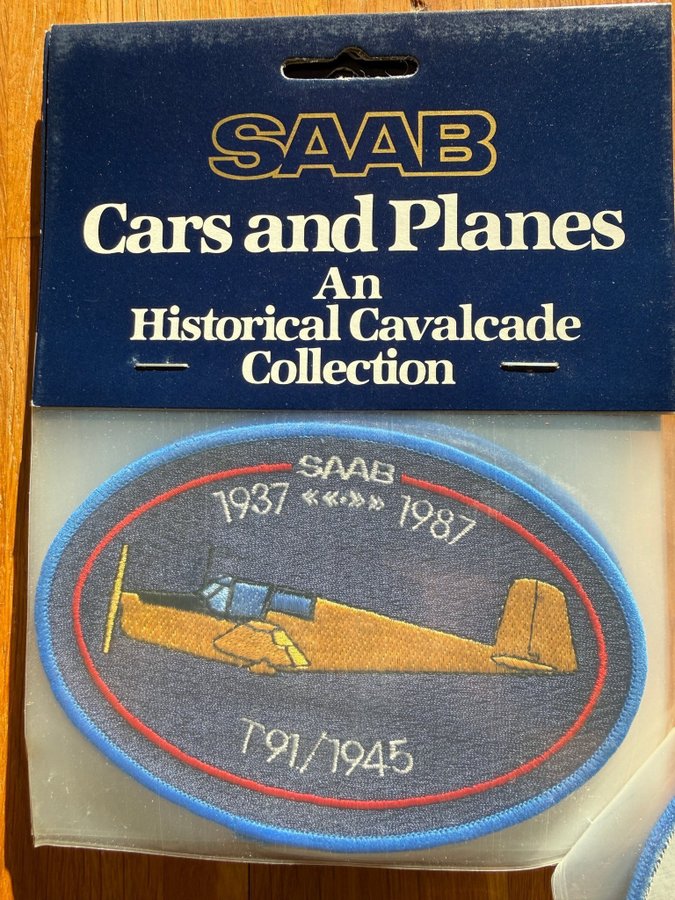 SAAB
Cars and Planes
An
Historical Cavalcade
Collection
SAAB
1937 ««·»» 1987
T91/1945